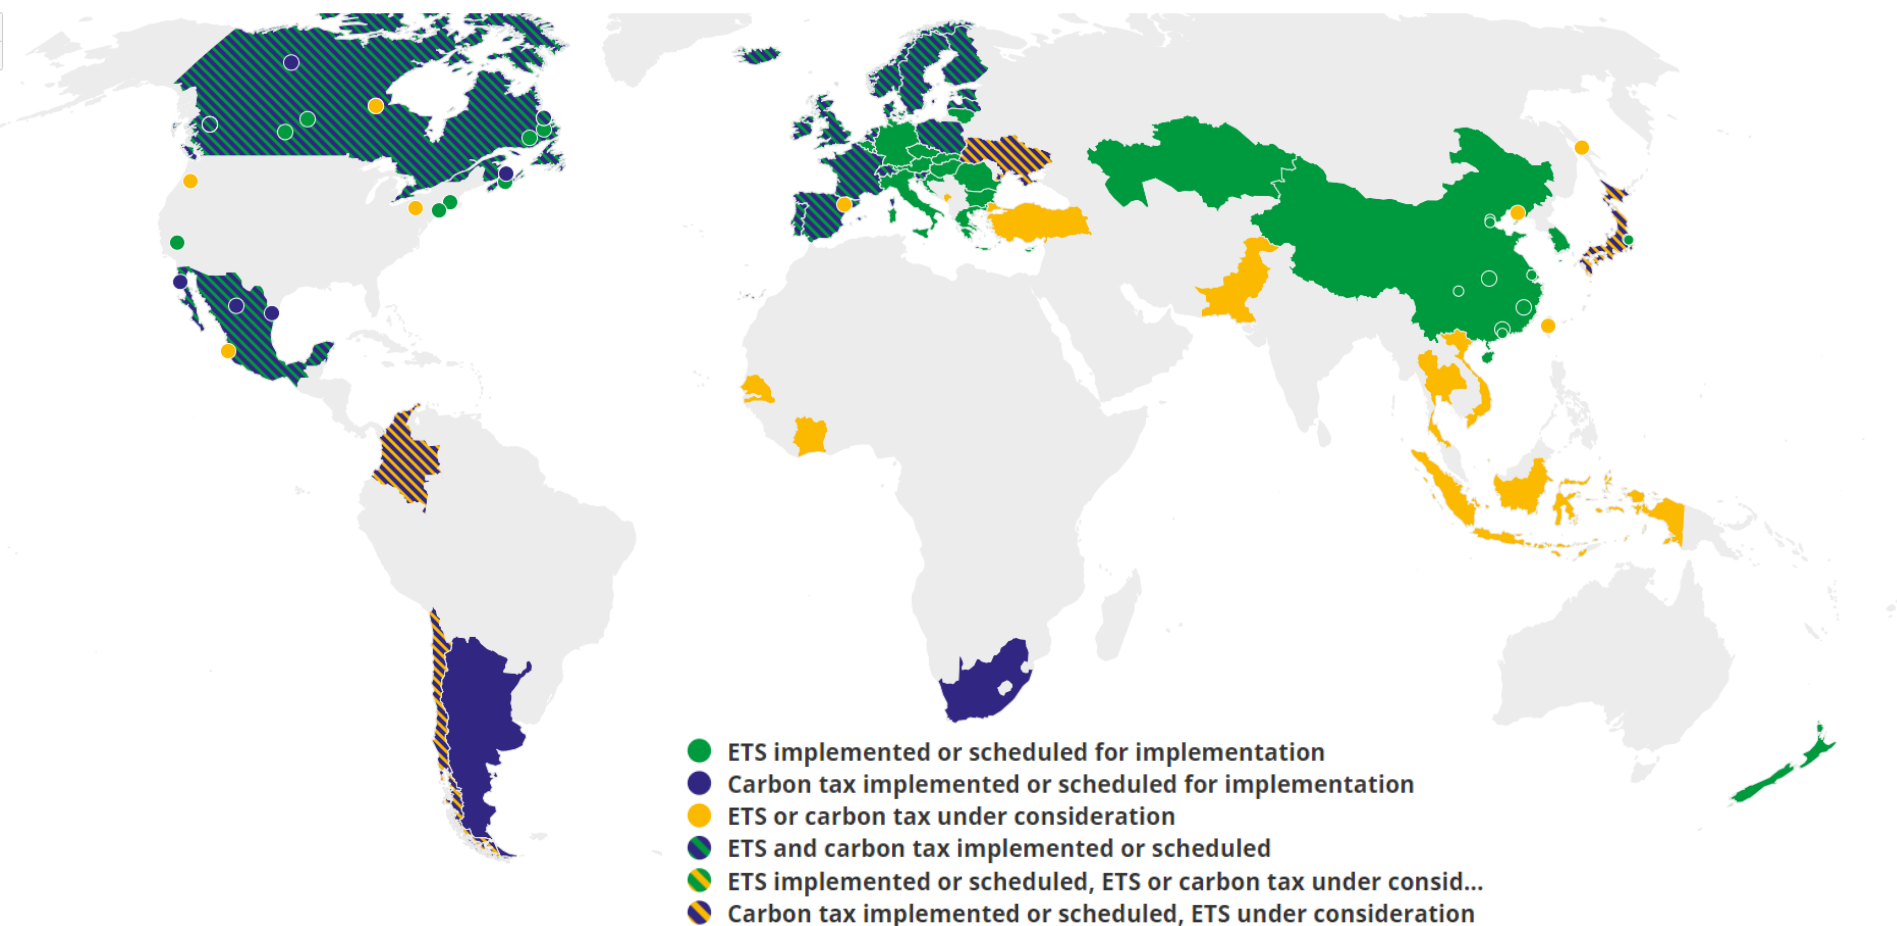 ETS implemented or scheduled for implementation
Carbon tax implemented or scheduled for implementation
ETS or carbon tax under consideration
ETS and carbon tax implemented or scheduled
ETS implemented or scheduled, ETS or carbon tax under consid...
Carbon tax implemented or scheduled, ETS under consideration